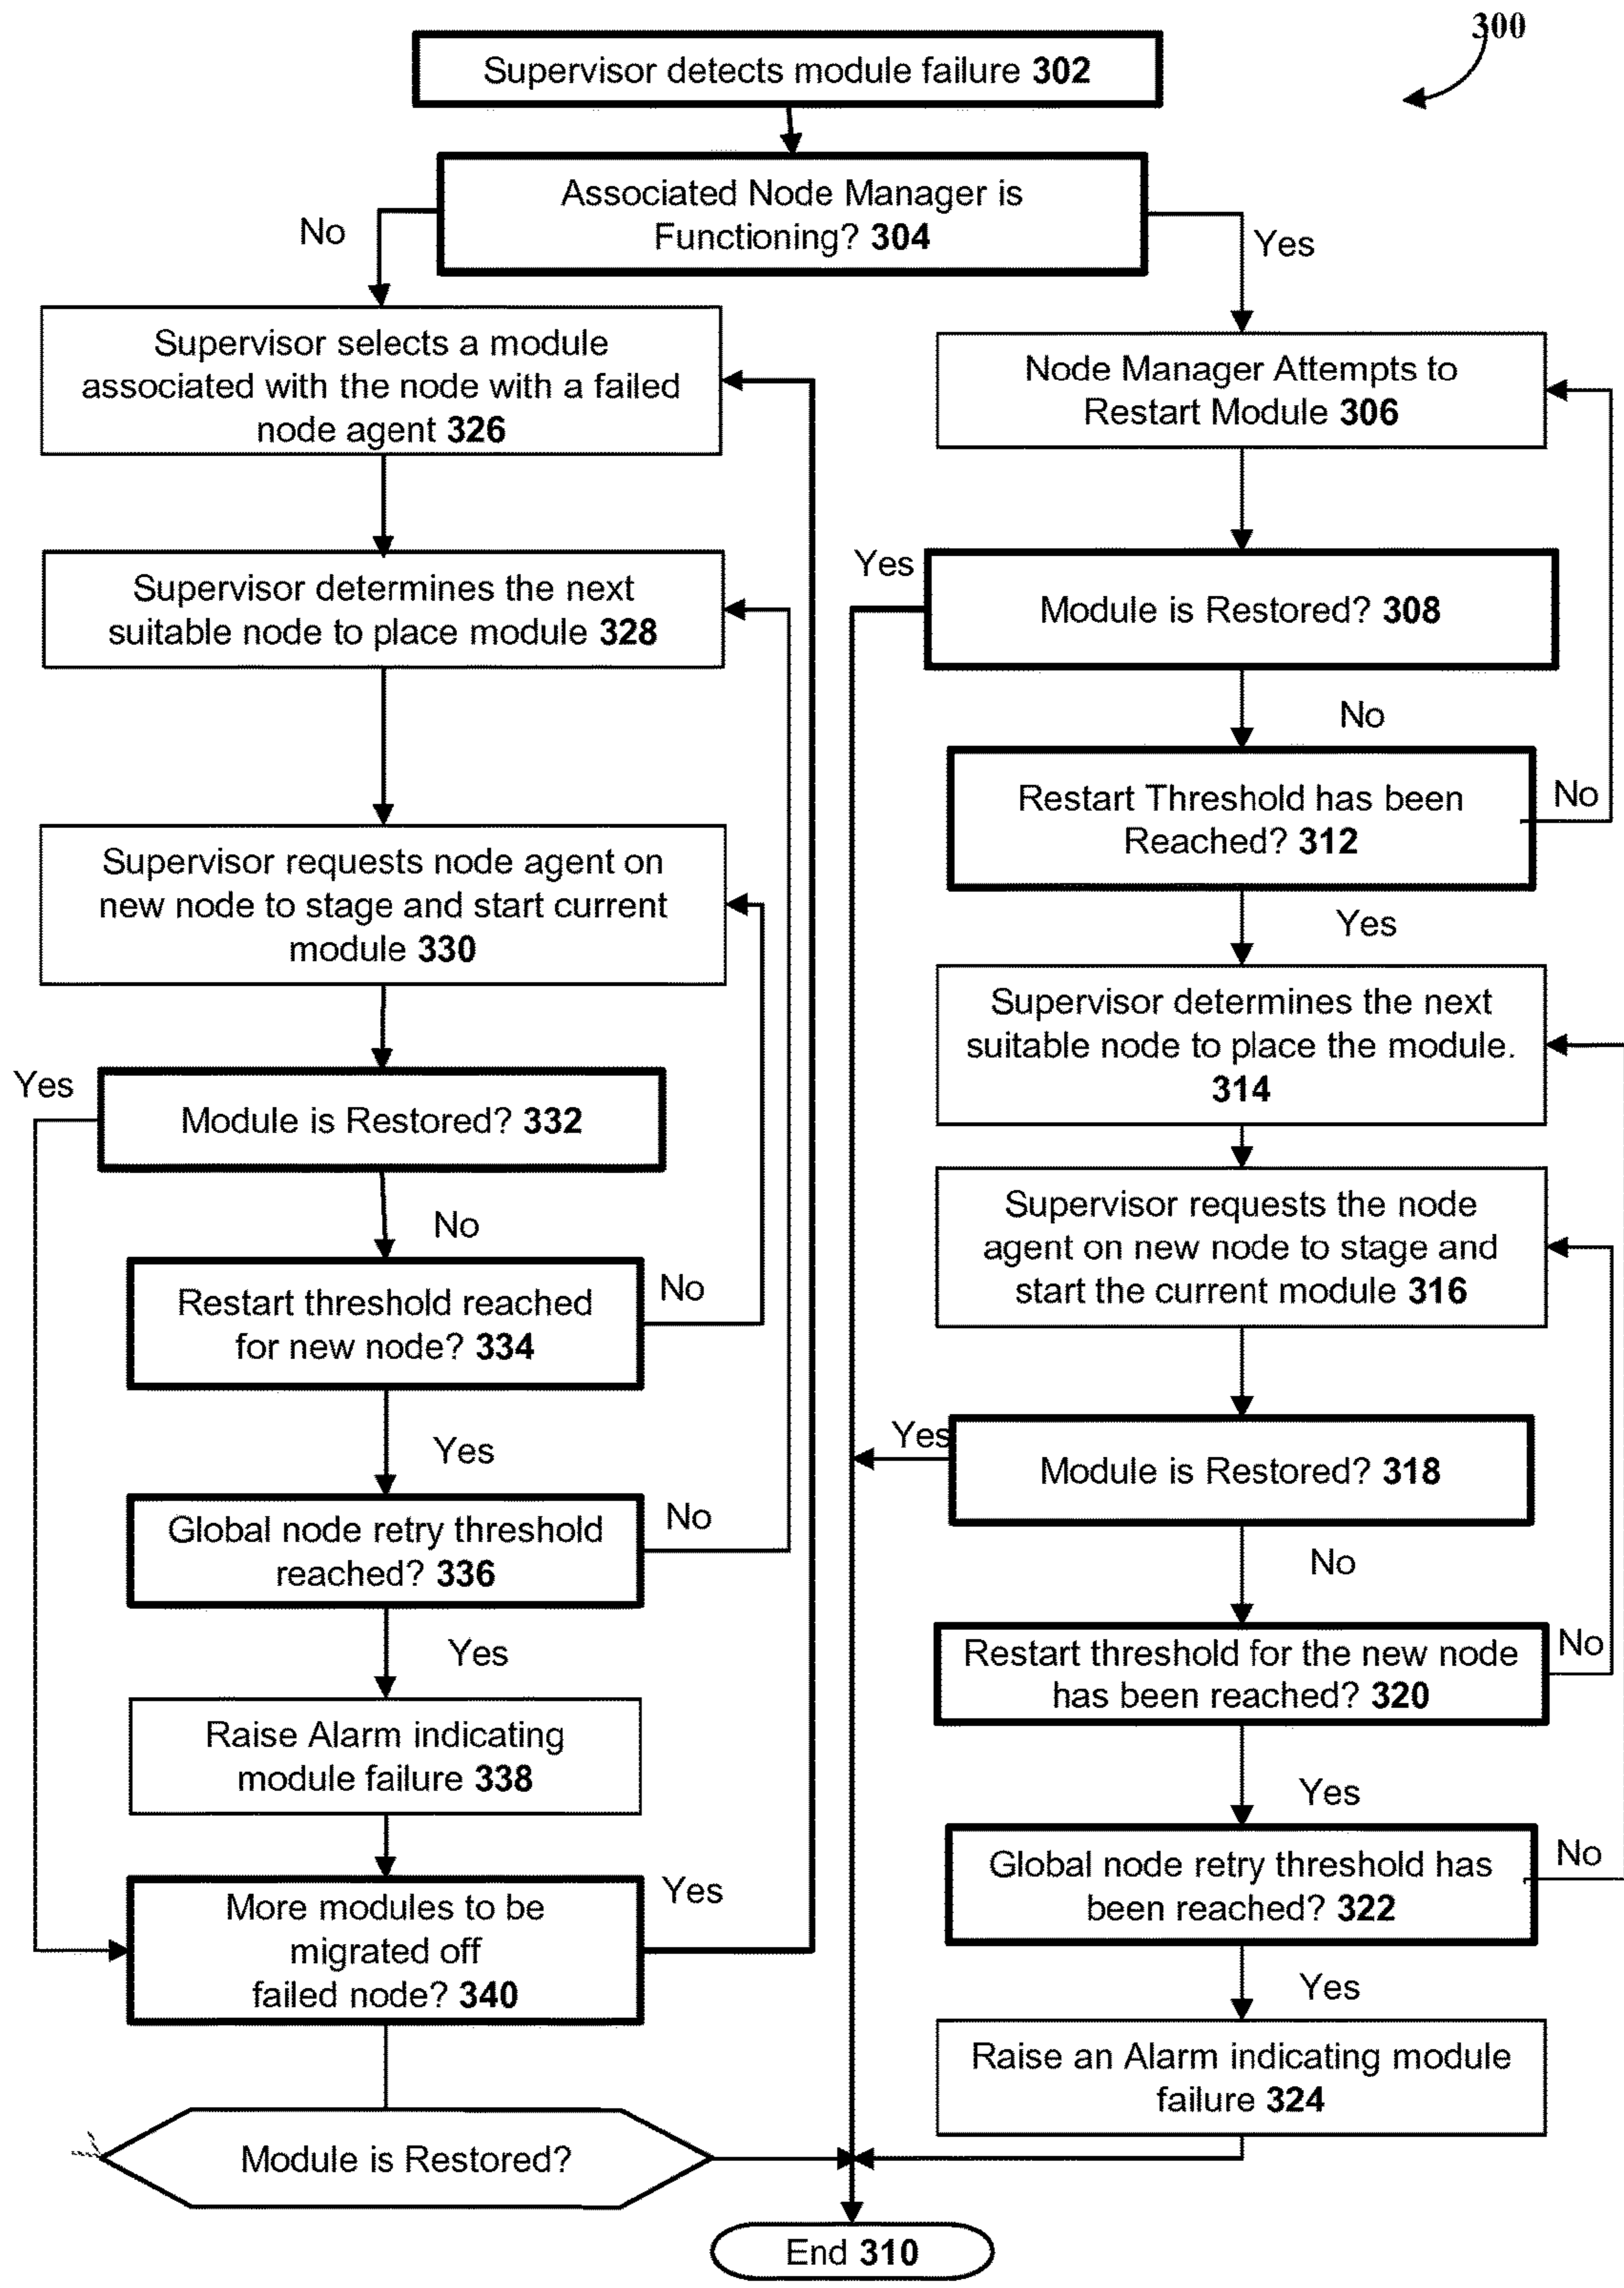 300
Supervisor detects module failure 302
Associated Node Manager is
Functioning? 304
No
Yes
Supervisor selects a module
associated with the node with a failed
node agent 326
Node Manager Attempts to
Restart Module 306
Supervisor determines the next
suitable node to place module 328
Yes
Module is Restored? 308
No
Restart Threshold has been
Reached? 312
No
Supervisor requests node agent on
new node to stage and start current
module 330
Yes
Supervisor determines the next
suitable node to place the module.
314
Yes
Module is Restored? 332
No
Supervisor requests the node
agent on new node to stage and
start the current module 316
Restart threshold reached
for new node? 334
No
Yes
Yes
Module is Restored? 318
No
Global node retry threshold
reached? 336
No
Yes
Restart threshold for the new node
has been reached? 320
No
Raise Alarm indicating
module failure 338
Yes
Global node retry threshold has
been reached? 322
No
More modules to be
migrated off
failed node? 340
Yes
Yes
Raise an Alarm indicating module
failure 324
Module is Restored?
End 310